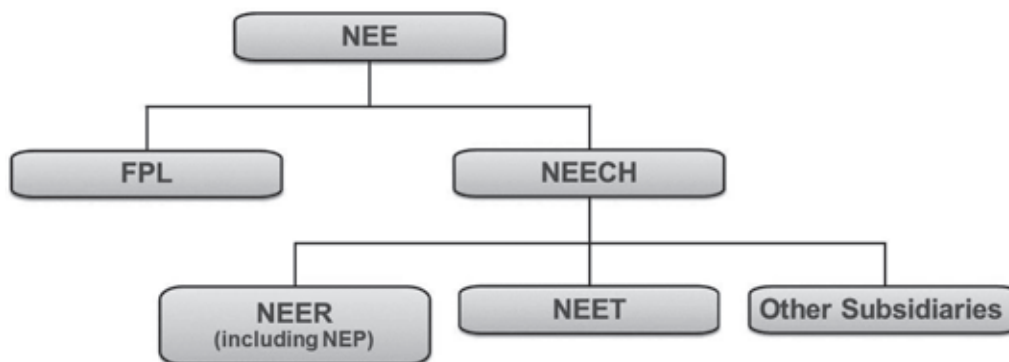 NEE
FPL
NEECH
NEER
(including NEP)
NEET
Other Subsidiaries